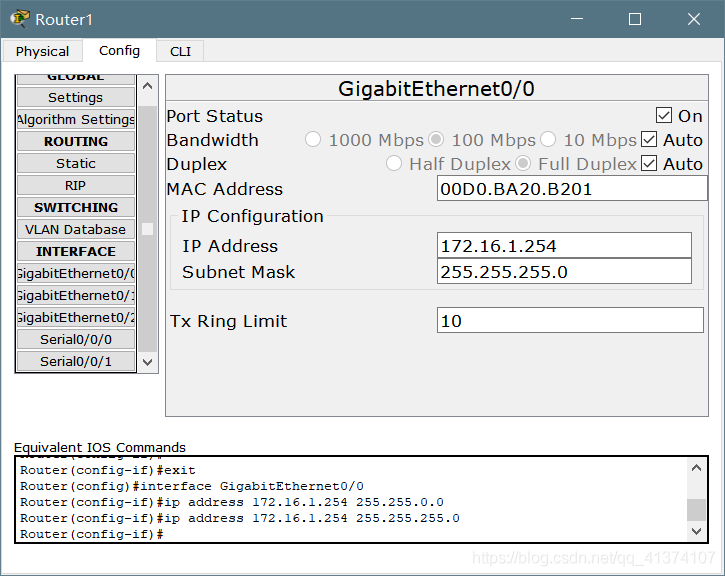 Router1
Physical
Config
CLI
GLOBAL
Settings
Algorithm Settings
ROUTING
Static
RIP
SWITCHING
VLAN Database
INTERFACE
GigabitEthernet0/0
GigabitEthernet0/1
GigabitEthernet0/2
Serial0/0/0
Serial0/0/1
GigabitEthernet0/0
Port Status
On
Bandwidth
1000 Mbps
100 Mbps
10 Mbps
Auto
Duplex
Half Duplex
Full Duplex
Auto
MAC Address
00D0.BA20.B201
IP Configuration
IP Address
172.16.1.254
Subnet Mask
255.255.255.0
Tx Ring Limit
10
Equivalent IOS Commands
Router(config-if)#
Router(config-if)#exit
Router(config)#interface GigabitEthernet0/0
Router(config-if)#ip address 172.16.1.254 255.255.0.0
Router(config-if)#ip address 172.16.1.254 255.255.255.0
Router(config-if)#
https://blog.csdn.net/qq_41374107